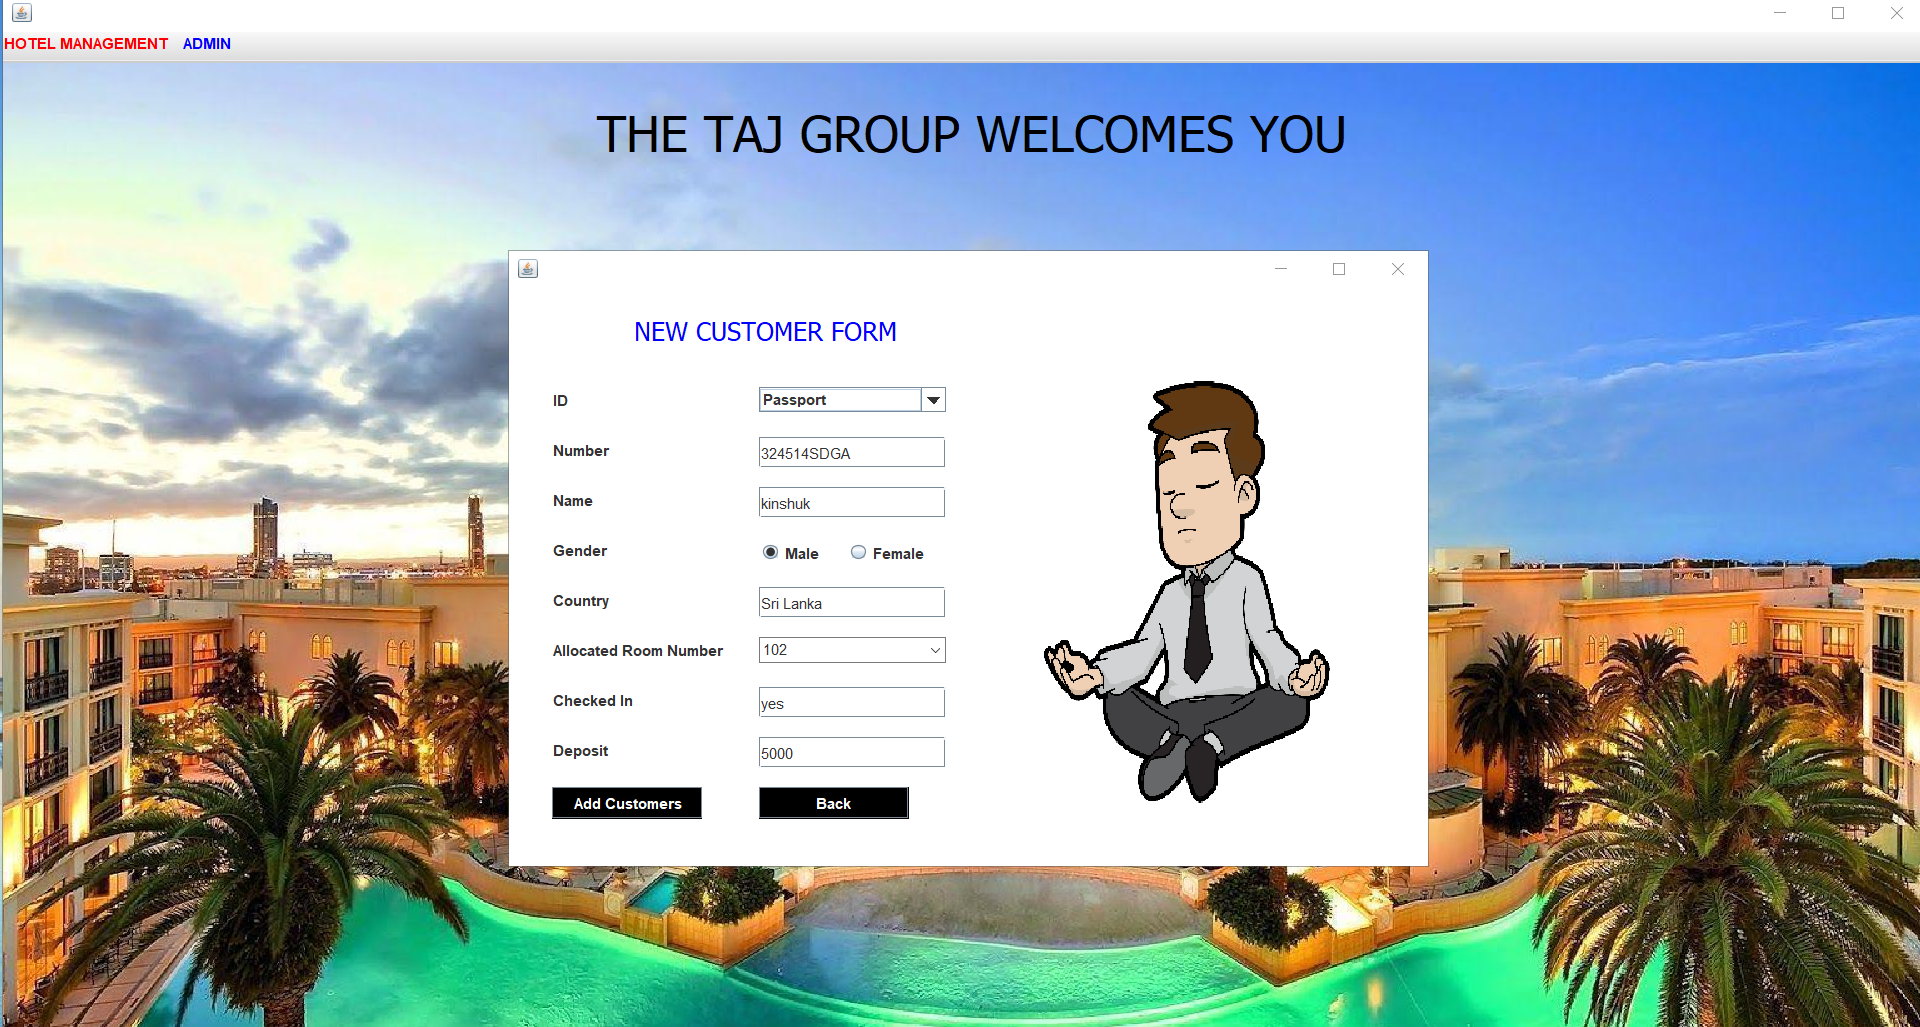 HOTEL MANAGEMENT ADMIN
THE TAJ GROUP WELCOMES YOU
NEW CUSTOMER FORM
ID Passport
Number 324514SDGA
Name kinshuk
Gender Male Female
Country Sri Lanka
Allocated Room Number 102
Checked In yes
Deposit 5000
Add Customers Back